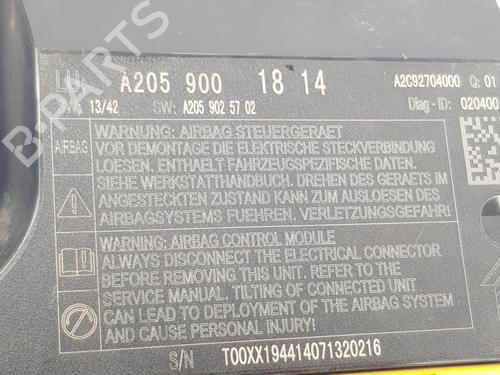 LU A205 900 18 14 A2C92704000 Q: 01
13/42 SW: A205 902 57 02 Diag - ID: 020400
WARNUNG: AIRBAG STEUERGERAET
AIRBAG VOR DEMONTAGE DIE ELEKTRISCHE STECKVERBINDUNG
LOESEN. ENTHAELT FAHRZEUGSPEZIFISCHE DATEN.
SIEHE WERKSTATTHANDBUCH. DREHEN DES GERAETS IM
ANGESTECKTEN ZUSTAND KANN ZUM AUSLOESEN DES
AIRBAGSYSTEMS FUEHREN. VERLETZUNGSGEFAHR!
WARNING: AIRBAG CONTROL MODULE
ALWAYS DISCONNECT THE ELECTRICAL CONNECTOR
BEFORE REMOVING THIS UNIT. REFER TO THE
SERVICE MANUAL. TILTING OF CONNECTED UNIT
CAN LEAD TO DEPLOYMENT OF THE AIRBAG SYSTEM
AND CAUSE PERSONAL INJURY.
S/N T00XX194414071320216
B-PARTS